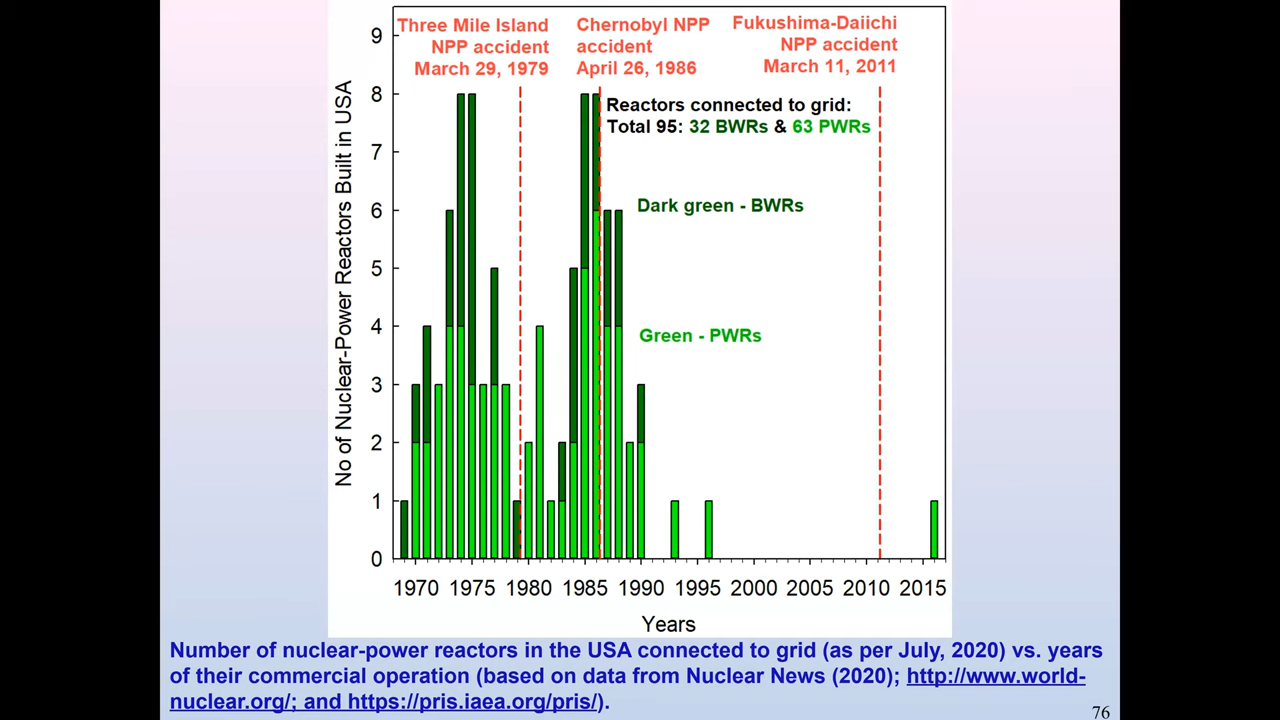 Three Mile Island
NPP accident
March 29, 1979
Chernobyl NPP
accident
April 26, 1986
Fukushima-Daiichi
NPP accident
March 11, 2011
Reactors connected to grid:
Total 95: 32 BWRs & 63 PWRs
Dark green - BWRs
Green - PWRs
No of Nuclear-Power Reactors Built in USA
9
8
7
6
5
4
3
2
1
0
1970 1975 1980 1985 1990 1995 2000 2005 2010 2015
Years
Number of nuclear-power reactors in the USA connected to grid (as per July, 2020) vs. years
of their commercial operation (based on data from Nuclear News (2020); http://www.world-
nuclear.org/; and https://pris.iaea.org/pris/).
76